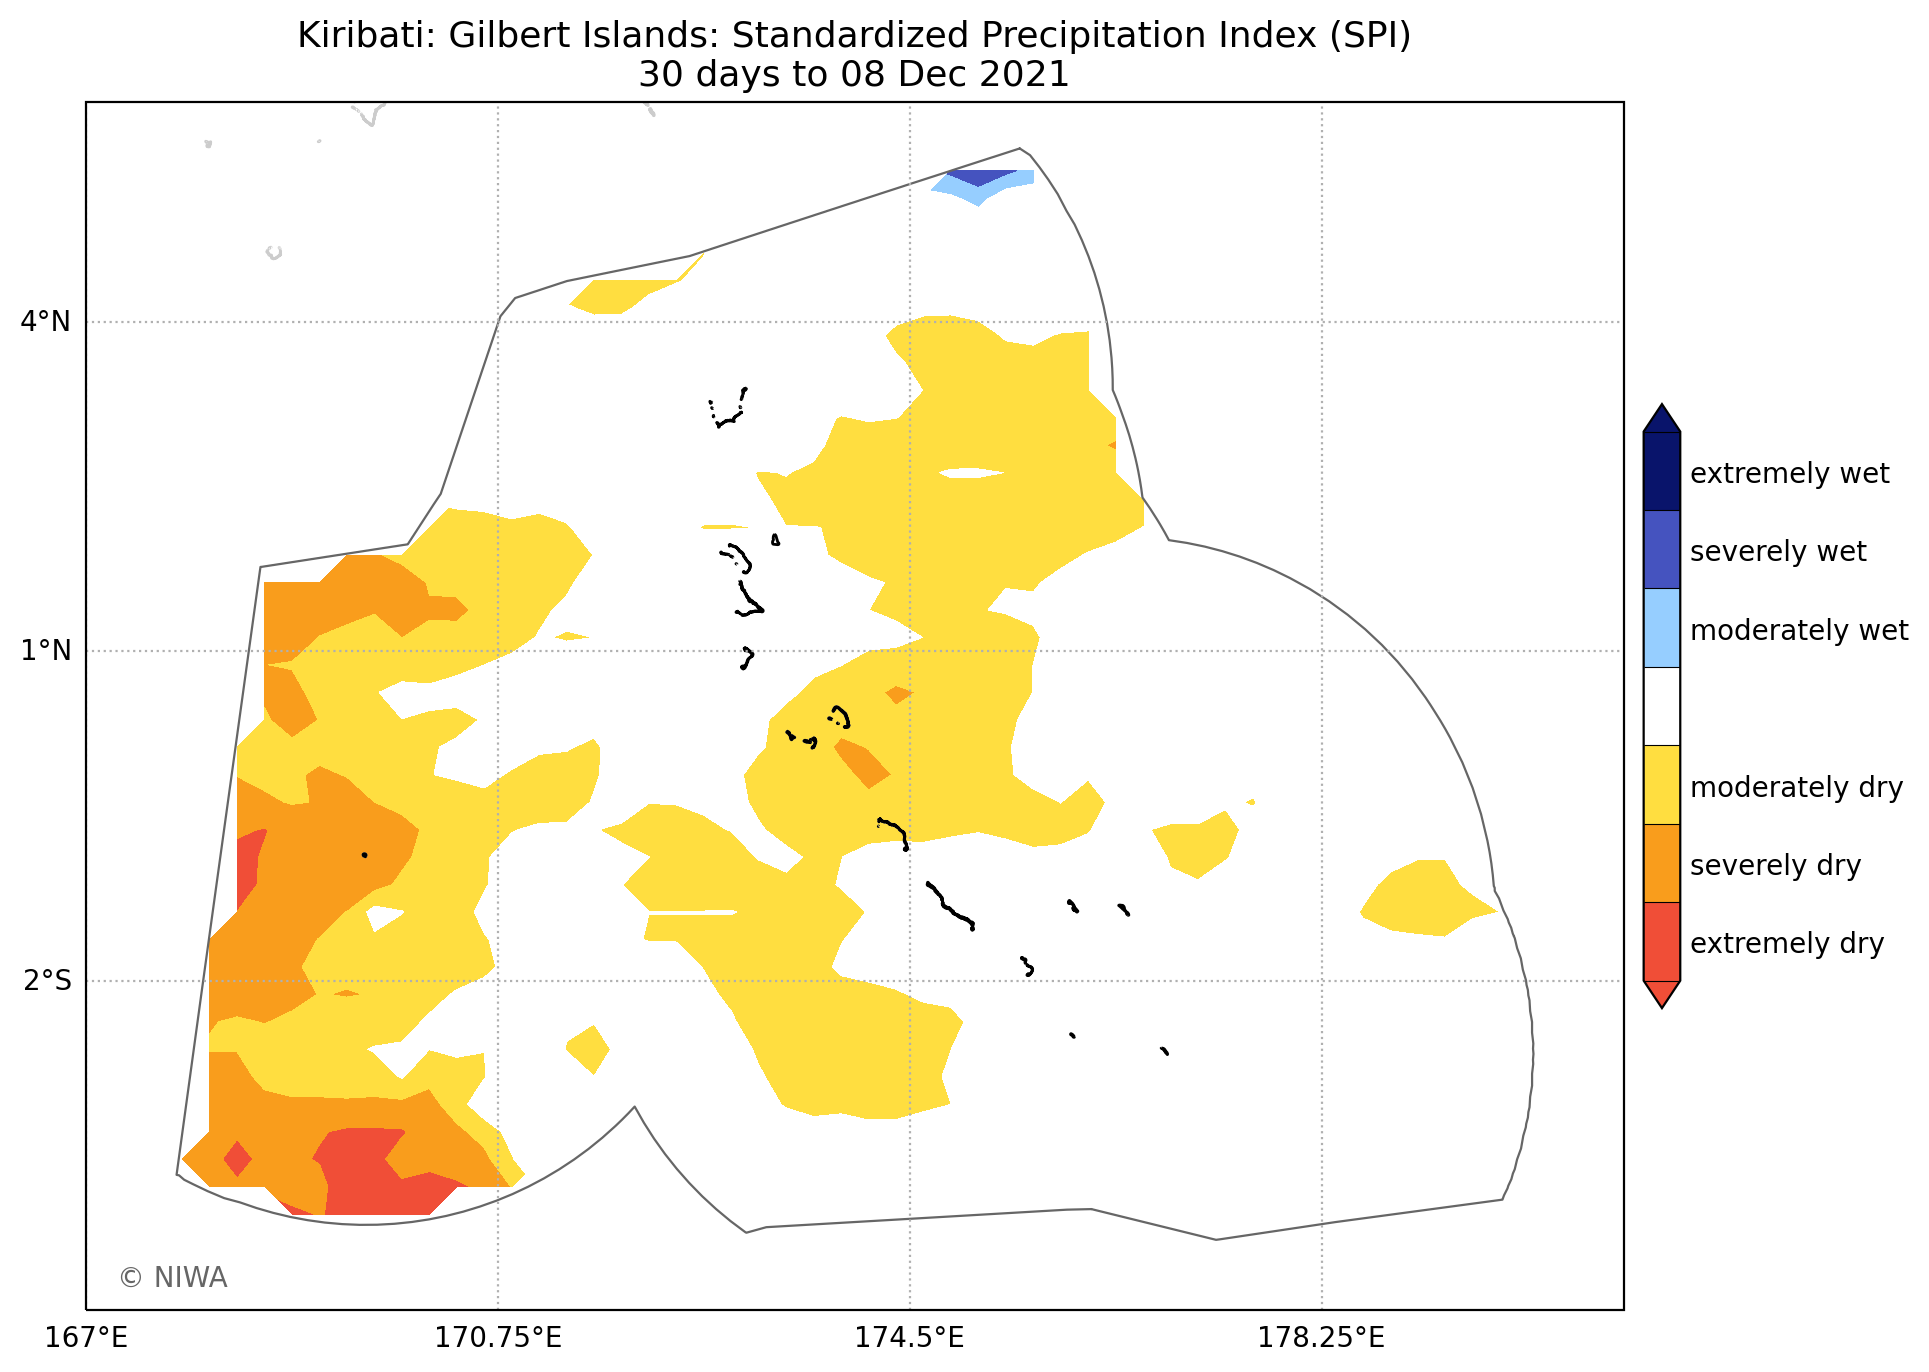 Kiribati: Gilbert Islands: Standardized Precipitation Index (SPI)
30 days to 08 Dec 2021
4°N
1°N
2°S
167°E
170.75°E
174.5°E
178.25°E
extremely wet
severely wet
moderately wet
moderately dry
severely dry
extremely dry
© NIWA